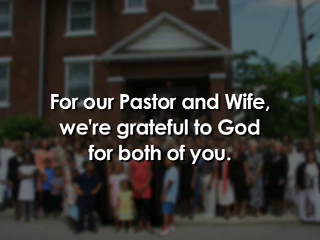 For our Pastor and Wife,
we're grateful to God
for both of you.